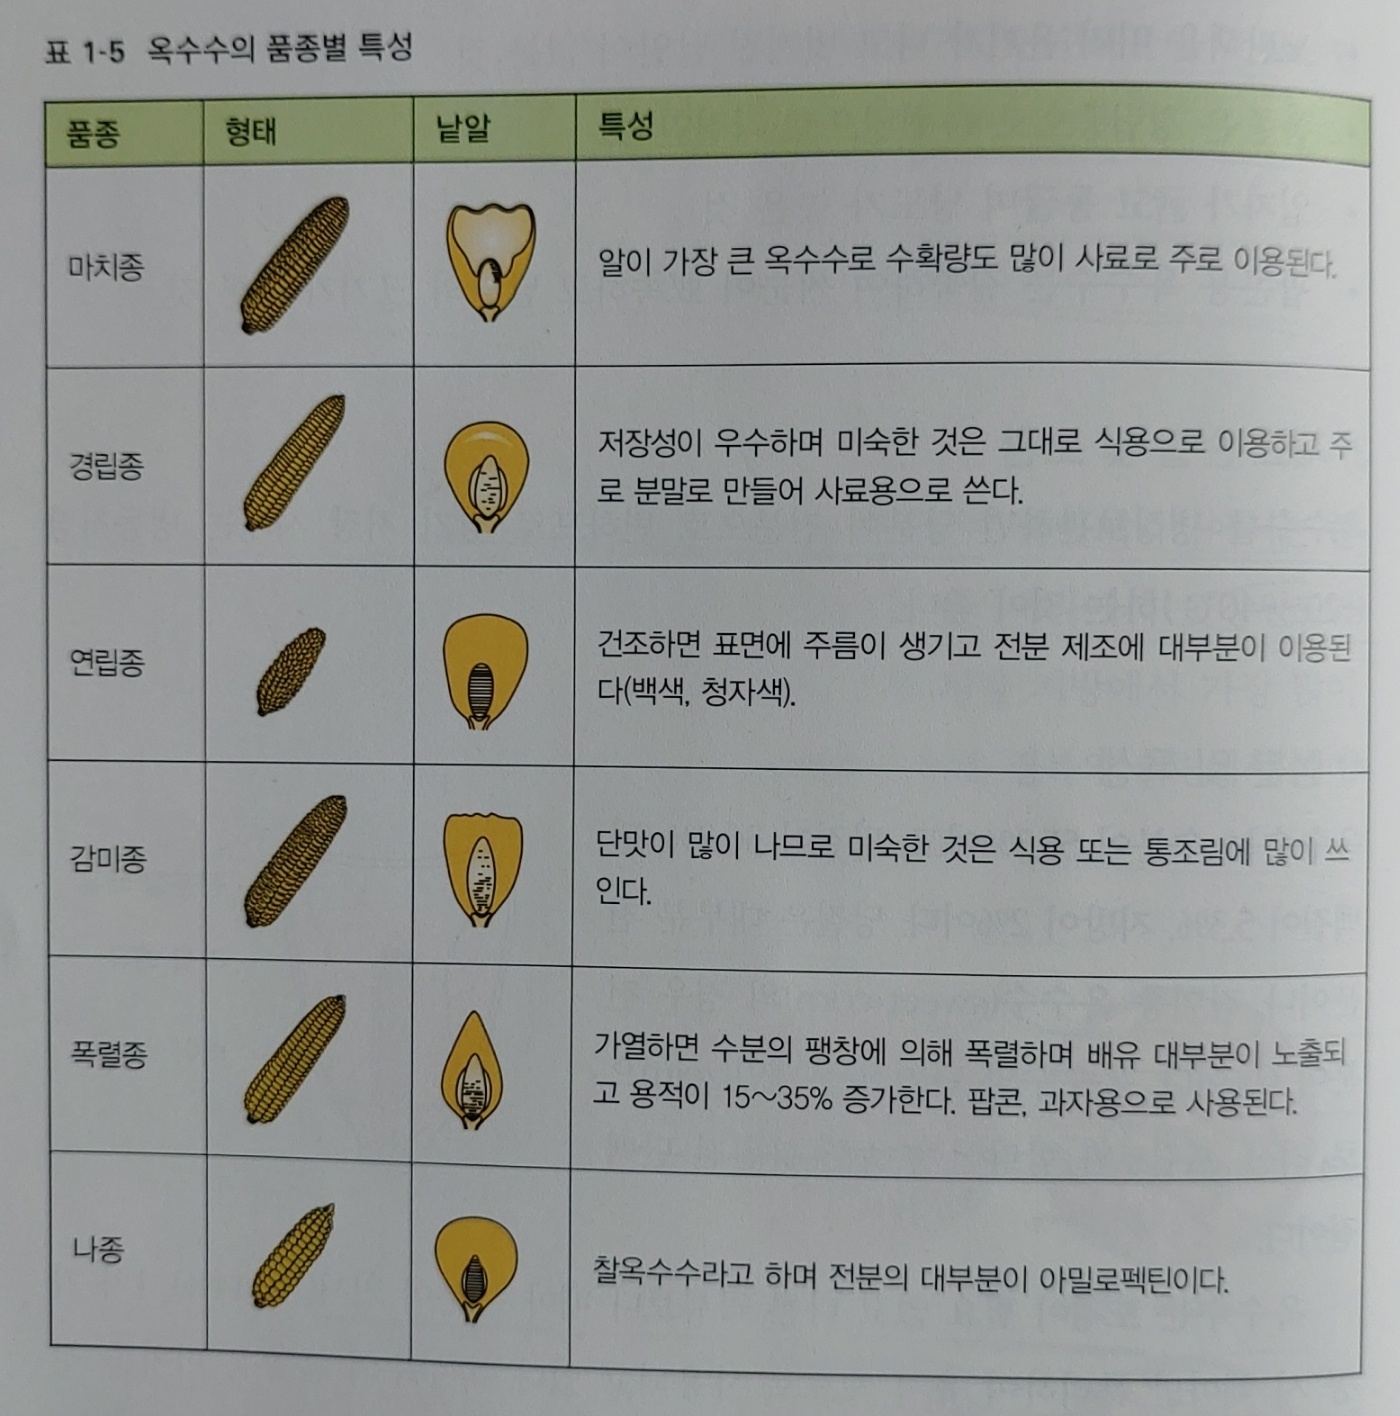 표 1-5 옥수수의 품종별 특성
품종 형태 낱알 특성
마치종 알이 가장 큰 옥수수로 수확량도 많이 사료로 주로 이용된다.
경립종 저장성이 우수하며 미숙한 것은 그대로 식용으로 이용하고 주
로 분말로 만들어 사료용으로 쓴다.
연립종 건조하면 표면에 주름이 생기고 전분 제조에 대부분이 이용된
다(백색, 청자색).
감미종 단맛이 많이 나므로 미숙한 것은 식용 또는 통조림에 많이 쓰
인다.
폭렬종 가열하면 수분의 팽창에 의해 폭렬하며 배유 대부분이 노출되
고 용적이 15~35% 증가한다. 팝콘, 과자용으로 사용된다.
나종 찰옥수수라고 하며 전분의 대부분이 아밀로펙틴이다.